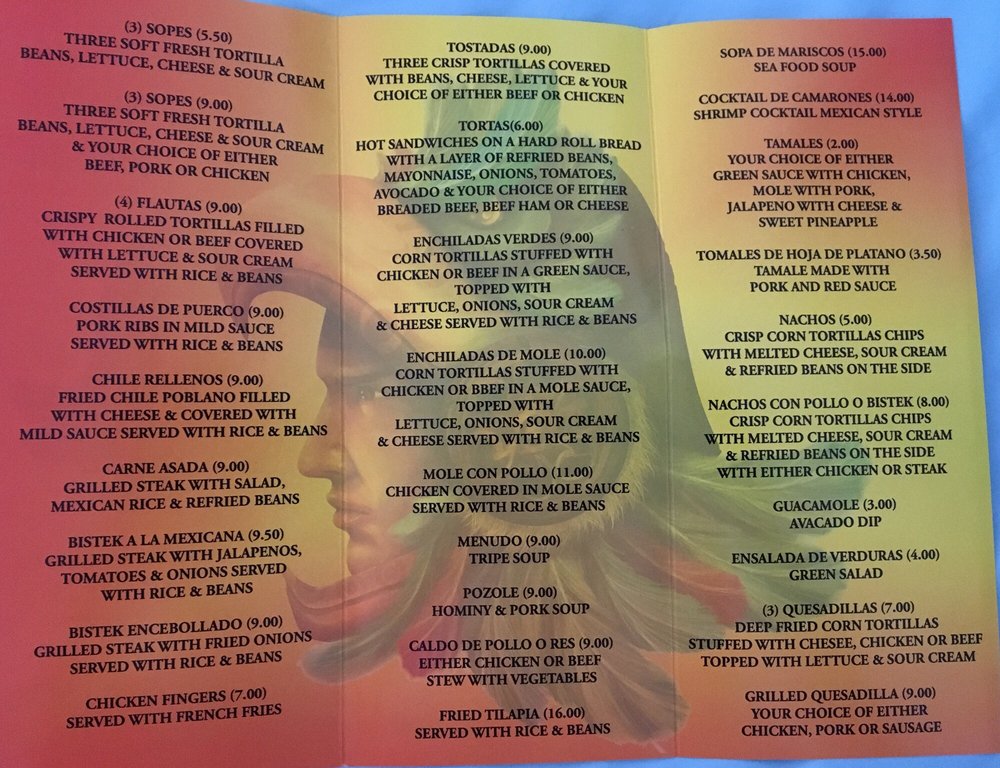 (3) SOPES (5.50)
THREE SOFT FRESH TORTILLA
BEANS, LETTUCE, CHEESE & SOUR CREAM
(3) SOPES (9.00)
THREE SOFT FRESH TORTILLA
BEANS, LETTUCE, CHEESE & SOUR CREAM
& YOUR CHOICE OF EITHER
BEEF, PORK OR CHICKEN
(4) FLAUTAS (9.00)
CRISPY ROLLED TORTILLAS FILLED
WITH CHICKEN OR BEEF COVERED
WITH LETTUCE & SOUR CREAM
SERVED WITH RICE & BEANS
COSTILLAS DE PUERCO (9.00)
PORK RIBS IN MILD SAUCE
SERVED WITH RICE & BEANS
CHILE RELLENOS (9.00)
FRIED CHILE POBLANO FILLED
WITH CHEESE & COVERED WITH
MILD SAUCE SERVED WITH RICE & BEANS
CARNE ASADA (9.00)
GRILLED STEAK WITH SALAD,
MEXICAN RICE & REFRIED BEANS
BISTEK A LA MEXICANA (9.50)
GRILLED STEAK WITH JALAPENOS,
TOMATOES & ONIONS SERVED
WITH RICE & BEANS
BISTEK ENCEBOLLADO (9.00)
GRILLED STEAK WITH FRIED ONIONS
SERVED WITH RICE & BEANS
CHICKEN FINGERS (7.00)
SERVED WITH FRENCH FRIES
TOSTADAS (9.00)
THREE CRISP TORTILLAS COVERED
WITH BEANS, CHEESE, LETTUCE & YOUR
CHOICE OF EITHER BEEF OR CHICKEN
TORTAS(6.00)
HOT SANDWICHES ON A HARD ROLL BREAD
WITH A LAYER OF REFRIED BEANS,
MAYONNAISE, ONIONS, TOMATOES,
AVOCADO & YOUR CHOICE OF EITHER
BREADED BEEF, BEEF HAM OR CHEESE
ENCHILADAS VERDES (9.00)
CORN TORTILLAS STUFFED WITH
CHICKEN OR BEEF IN A GREEN SAUCE,
TOPPED WITH
LETTUCE, ONIONS, SOUR CREAM
& CHEESE SERVED WITH RICE & BEANS
ENCHILADAS DE MOLE (10.00)
CORN TORTILLAS STUFFED WITH
CHICKEN OR BBEF IN A MOLE SAUCE,
TOPPED WITH
LETTUCE, ONIONS, SOUR CREAM
& CHEESE SERVED WITH RICE & BEANS
MOLE CON POLLO (11.00)
CHICKEN COVERED IN MOLE SAUCE
SERVED WITH RICE & BEANS
MENUDO (9.00)
TRIPE SOUP
POZOLE (9.00)
HOMINY & PORK SOUP
CALDO DE POLLO O RES (9.00)
EITHER CHICKEN OR BEEF
STEW WITH VEGETABLES
FRIED TILAPIA (16.00)
SERVED WITH RICE & BEANS
SOPA DE MARISCOS (15.00)
SEA FOOD SOUP
COCKTAIL DE CAMARONES (14.00)
SHRIMP COCKTAIL MEXICAN STYLE
TAMALES (2.00)
YOUR CHOICE OF EITHER
GREEN SAUCE WITH CHICKEN,
MOLE WITH PORK,
JALAPENO WITH CHEESE &
SWEET PINEAPPLE
TOMALES DE HOJA DE PLATANO (3.50)
TAMALE MADE WITH
PORK AND RED SAUCE
NACHOS (5.00)
CRISP CORN TORTILLAS CHIPS
WITH MELTED CHEESE, SOUR CREAM
& REFRIED BEANS ON THE SIDE
NACHOS CON POLLO O BISTEK (8.00)
CRISP CORN TORTILLAS CHIPS
WITH MELTED CHEESE, SOUR CREAM
& REFRIED BEANS ON THE SIDE
WITH EITHER CHICKEN OR STEAK
GUACAMOLE (3.00)
AVACADO DIP
ENSALADA DE VERDURAS (4.00)
GREEN SALAD
(3) QUESADILLAS (7.00)
DEEP FRIED CORN TORTILLAS
STUFFED WITH CHESEE, CHICKEN OR BEEF
TOPPED WITH LETTUCE & SOUR CREAM
GRILLED QUESADILLA (9.00)
YOUR CHOICE OF EITHER
CHICKEN, PORK OR SAUSAGE